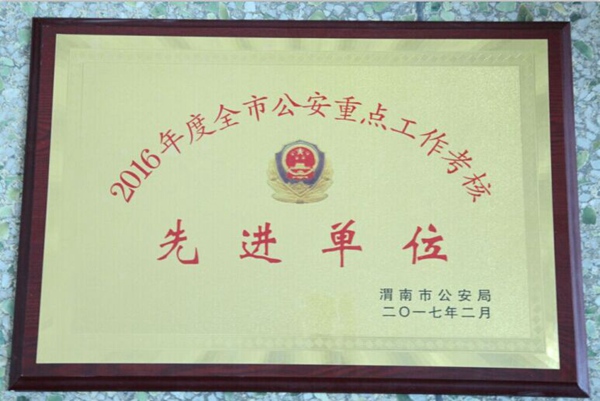 2016年度全市公安重点工作考核
先进单位
渭南市公安局
二〇一七年二月